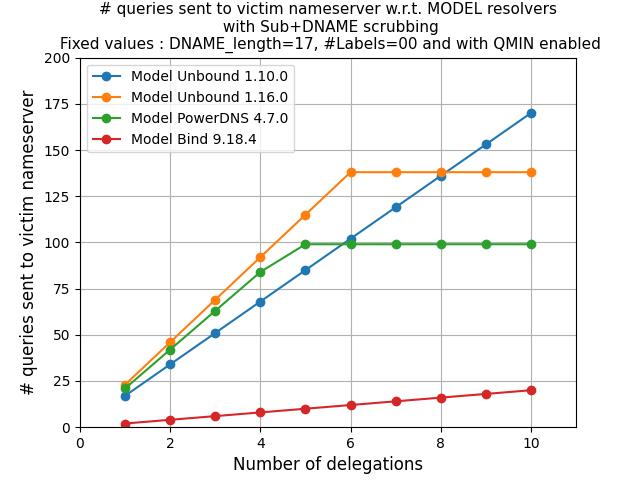 # queries sent to victim nameserver w.r.t. MODEL resolvers
with Sub+DNAME scrubbing
Fixed values : DNAME_length=17, #Labels=00 and with QMIN enabled
Model Unbound 1.10.0
Model Unbound 1.16.0
Model PowerDNS 4.7.0
Model Bind 9.18.4
# queries sent to victim nameserver
200
175
150
125
100
75
50
25
0
0 2 4 6 8 10
Number of delegations